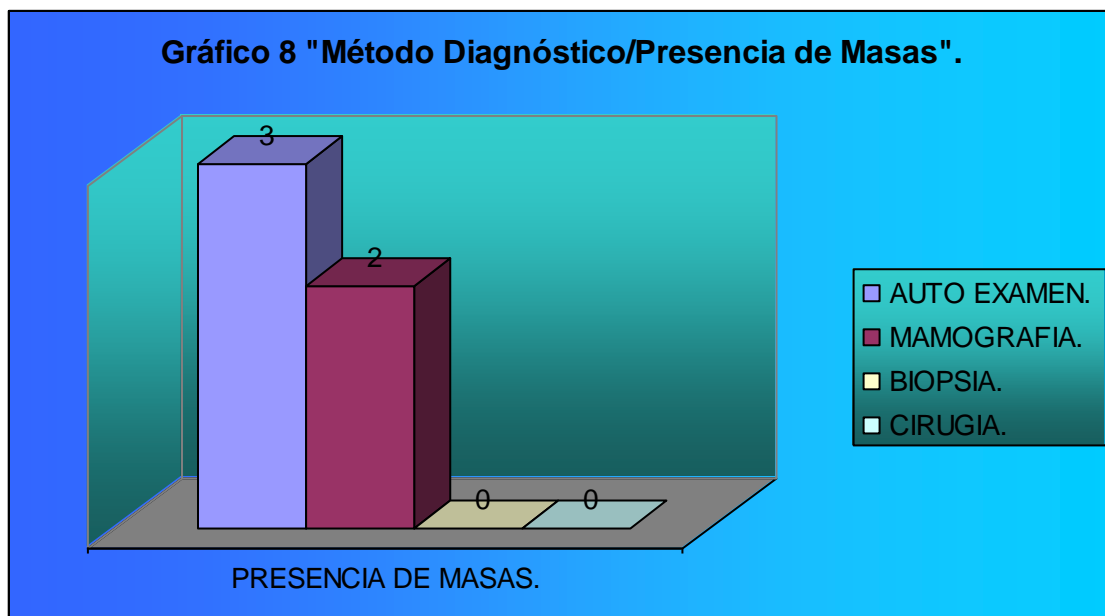 Gráfico 8 "Método Diagnóstico/Presencia de Masas".
3
2
0 0
PRESENCIA DE MASAS.
AUTO EXAMEN.
MAMOGRAFIA.
BIOPSIA.
CIRUGIA.